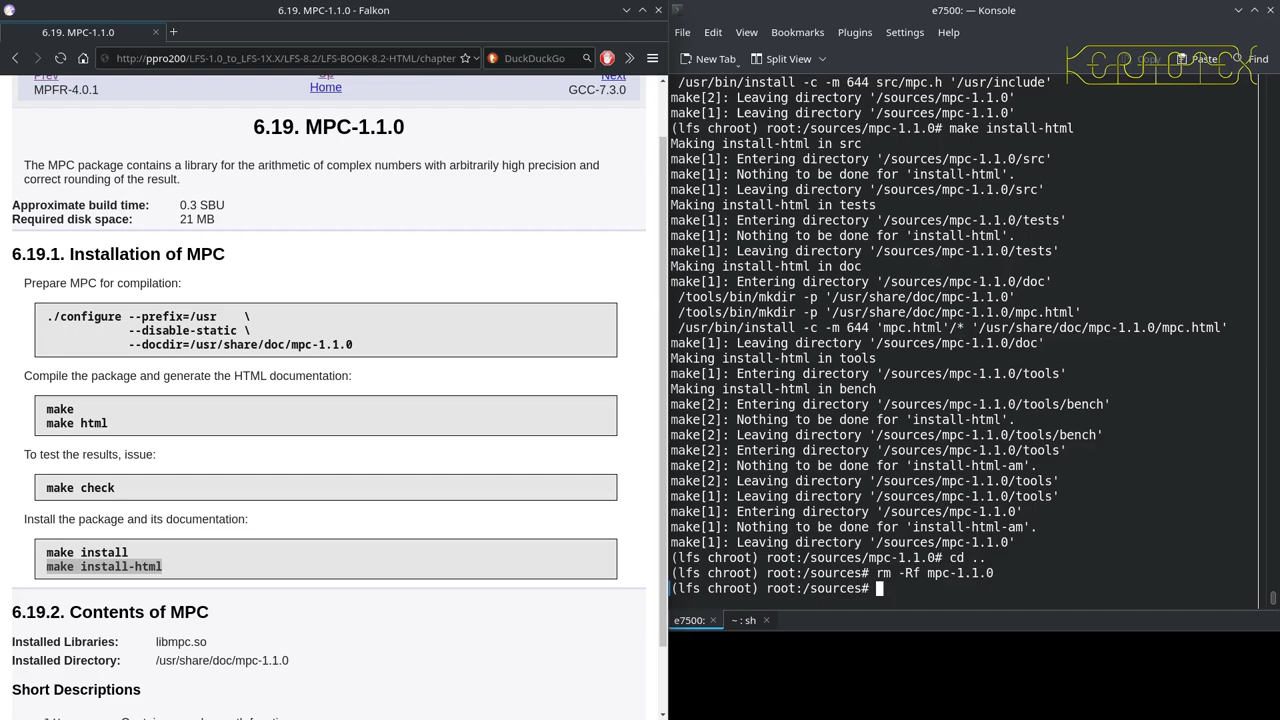 6.19. MPC-1.1.0 - Falkon
6.19. MPC-1.1.0
http://ppro200/LFS-1.0_to_LFS-1X.X/LFS-8.2/LFS-BOOK-8.2-HTML/chapter
DuckDuckGo
Prev Up Next
MPFR-4.0.1 Home GCC-7.3.0
6.19. MPC-1.1.0
The MPC package contains a library for the arithmetic of complex numbers with arbitrarily high precision and
correct rounding of the result.
Approximate build time: 0.3 SBU
Required disk space: 21 MB
6.19.1. Installation of MPC
Prepare MPC for compilation:
./configure --prefix=/usr \
--disable-static \
--docdir=/usr/share/doc/mpc-1.1.0
Compile the package and generate the HTML documentation:
make
make html
To test the results, issue:
make check
Install the package and its documentation:
make install
make install-html
6.19.2. Contents of MPC
Installed Libraries: libmpc.so
Installed Directory: /usr/share/doc/mpc-1.1.0
Short Descriptions
e7500: — Konsole
File Edit View Bookmarks Plugins Settings Help
New Tab Split View Copy Paste Find
/usr/bin/install -c -m 644 src/mpc.h '/usr/include'
make[2]: Leaving directory '/sources/mpc-1.1.0'
make[1]: Leaving directory '/sources/mpc-1.1.0'
(lfs chroot) root:/sources/mpc-1.1.0# make install-html
Making install-html in src
make[1]: Entering directory '/sources/mpc-1.1.0/src'
make[1]: Nothing to be done for 'install-html'.
make[1]: Leaving directory '/sources/mpc-1.1.0/src'
Making install-html in tests
make[1]: Entering directory '/sources/mpc-1.1.0/tests'
make[1]: Nothing to be done for 'install-html'.
make[1]: Leaving directory '/sources/mpc-1.1.0/tests'
Making install-html in doc
make[1]: Entering directory '/sources/mpc-1.1.0/doc'
/tools/bin/mkdir -p '/usr/share/doc/mpc-1.1.0'
/tools/bin/mkdir -p '/usr/share/doc/mpc-1.1.0/mpc.html'
/usr/bin/install -c -m 644 'mpc.html'/* '/usr/share/doc/mpc-1.1.0/mpc.html'
make[1]: Leaving directory '/sources/mpc-1.1.0/doc'
Making install-html in tools
make[1]: Entering directory '/sources/mpc-1.1.0/tools'
Making install-html in bench
make[2]: Entering directory '/sources/mpc-1.1.0/tools/bench'
make[2]: Nothing to be done for 'install-html'.
make[2]: Leaving directory '/sources/mpc-1.1.0/tools/bench'
make[2]: Entering directory '/sources/mpc-1.1.0/tools'
make[2]: Nothing to be done for 'install-html-am'.
make[2]: Leaving directory '/sources/mpc-1.1.0/tools'
make[1]: Leaving directory '/sources/mpc-1.1.0/tools'
make[1]: Entering directory '/sources/mpc-1.1.0'
make[1]: Nothing to be done for 'install-html-am'.
make[1]: Leaving directory '/sources/mpc-1.1.0'
(lfs chroot) root:/sources/mpc-1.1.0# cd ..
(lfs chroot) root:/sources# rm -Rf mpc-1.1.0
(lfs chroot) root:/sources#
e7500: ~ : sh